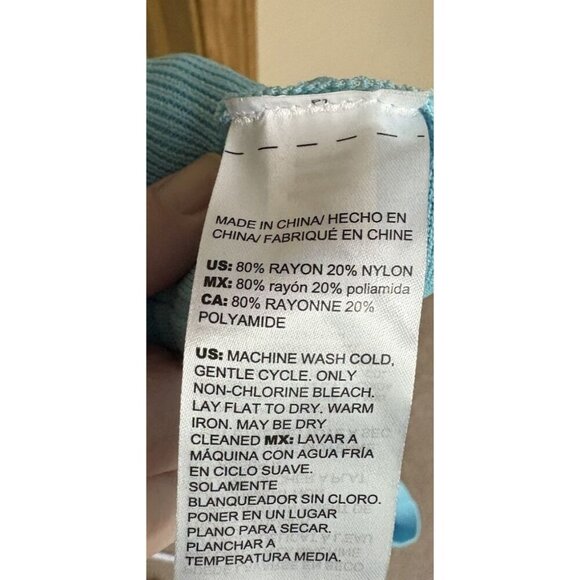 MADE IN CHINA/ HECHO EN
CHINA/ FABRIQUÉ EN CHINE
US: 80% RAYON 20% NYLON
MX: 80% rayón 20% poliamida
CA: 80% RAYONNE 20%
POLYAMIDE
US: MACHINE WASH COLD,
GENTLE CYCLE. ONLY
NON-CHLORINE BLEACH.
LAY FLAT TO DRY. WARM
IRON. MAY BE DRY
CLEANED MX: LAVAR A
MÁQUINA CON AGUA FRÍA
EN CICLO SUAVE.
SOLAMENTE
BLANQUEADOR SIN CLORO.
PONER EN UN LUGAR
PLANO PARA SECAR.
PLANCHAR A
TEMPERATURA MEDIA.